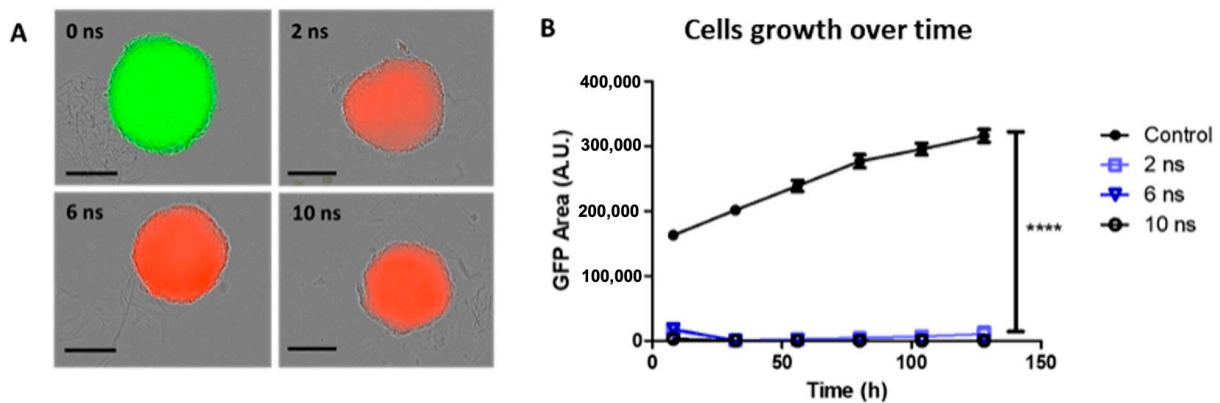 A
0 ns
2 ns
6 ns
10 ns
B
Cells growth over time
GFP Area (A.U.)
400,000
300,000
200,000
100,000
0
0 50 100 150
Time (h)
****
Control
2 ns
6 ns
10 ns